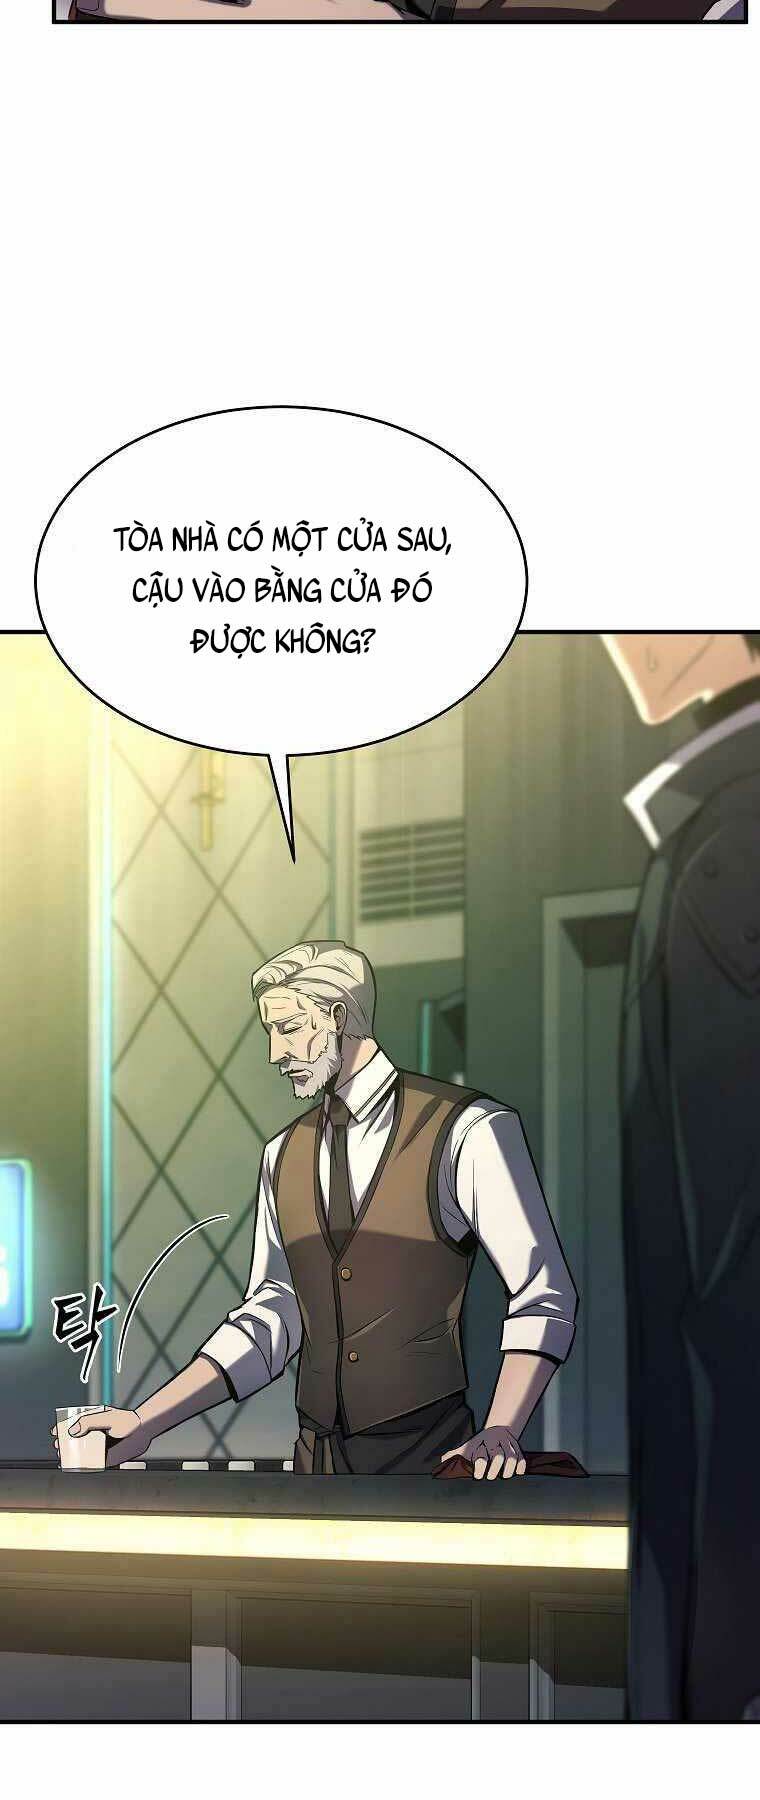 TÒA NHÀ CÓ MỘT CỬA SAU,
CẬU VÀO BẰNG CỬA ĐÓ
ĐƯỢC KHÔNG?
탁